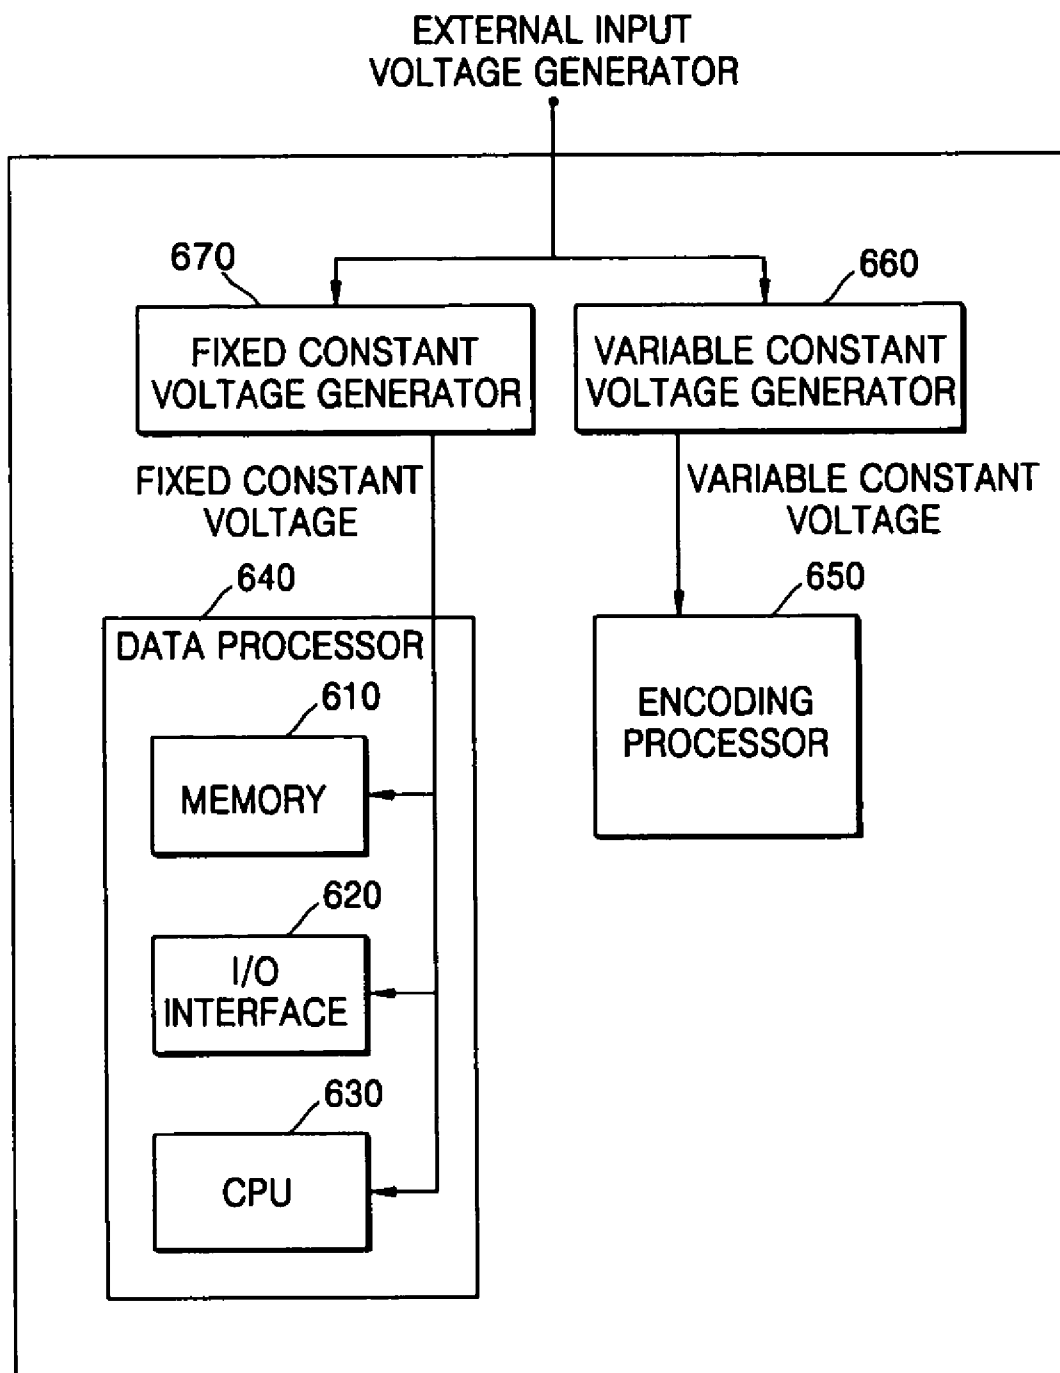 EXTERNAL INPUT
VOLTAGE GENERATOR
670
660
FIXED CONSTANT
VOLTAGE GENERATOR
VARIABLE CONSTANT
VOLTAGE GENERATOR
FIXED CONSTANT
VOLTAGE
VARIABLE CONSTANT
VOLTAGE
640
650
DATA PROCESSOR
610
MEMORY
ENCODING
PROCESSOR
620
I/O
INTERFACE
630
CPU